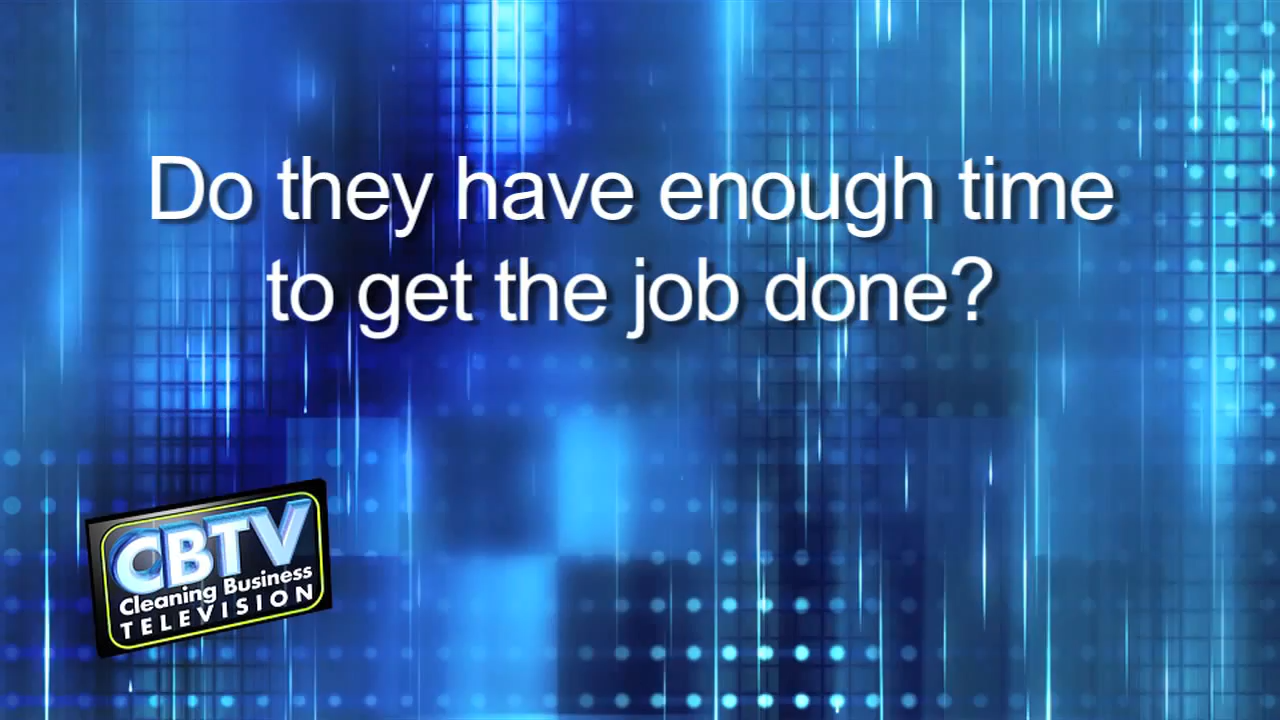 Do they have enough time
to get the job done?
CBTV
Cleaning Business
TELEVISION